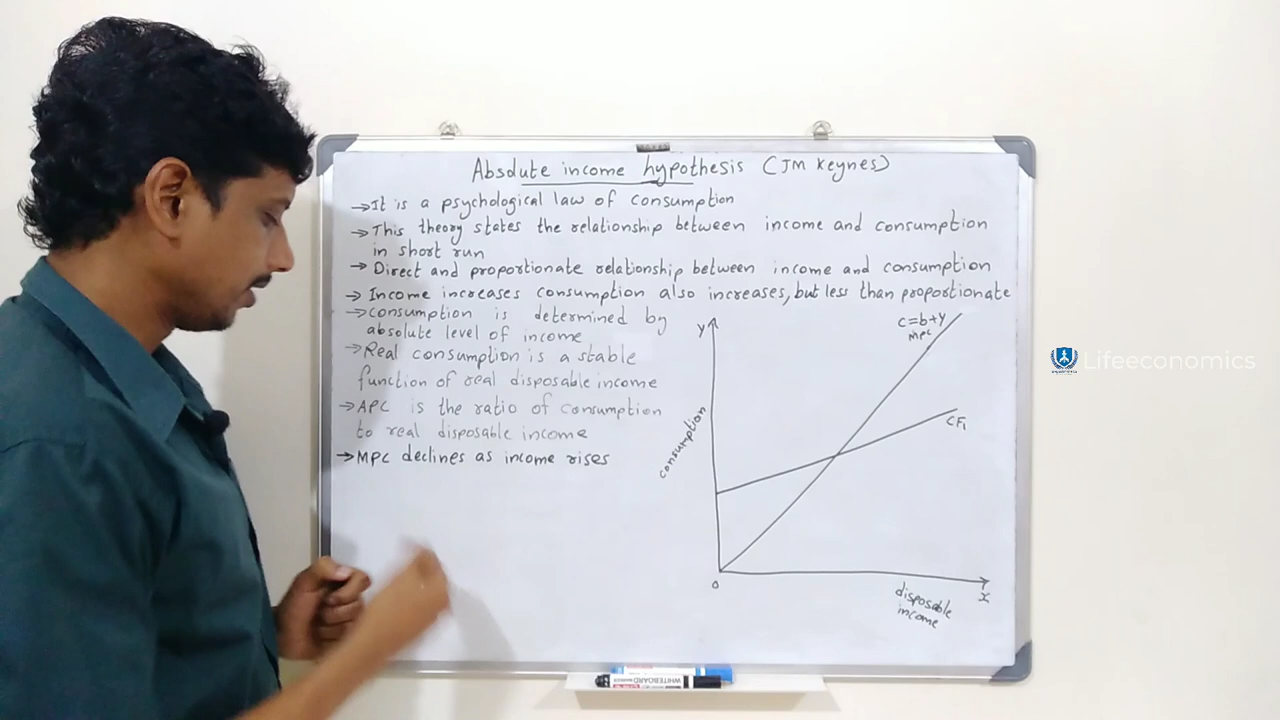 Absolute income hypothesis (JM Keynes)
→ It is a psychological law of consumption
→ This theory states the relationship between income and consumption
in short run
→ Direct and proportionate relationship between income and consumption
→ Income increases consumption also increases, but less than proportionate
→ consumption is determined by
absolute level of income
→ Real consumption is a stable
function of real disposable income
→ APC is the ratio of consumption
to real disposable income
→ MPC declines as income rises
Y
C=b+Y
MPC
consumption
CF1
0
disposable
income
x
Lifeeconomics
WHITEBOARD